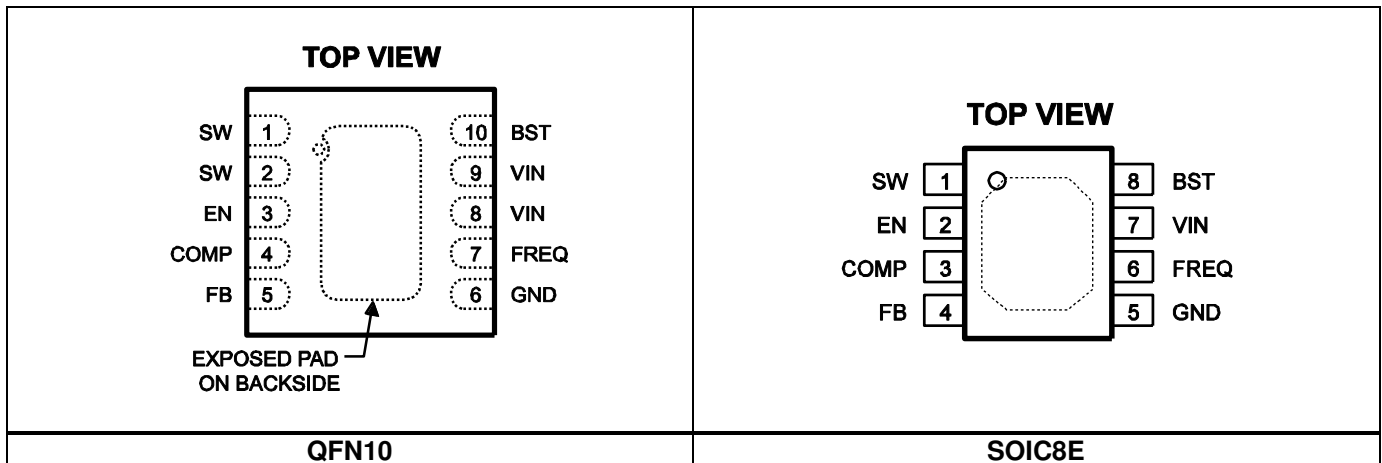 TOP VIEW
SW 1 10 BST
SW 2 9 VIN
EN 3 8 VIN
COMP 4 7 FREQ
FB 5 6 GND
EXPOSED PAD
ON BACKSIDE
QFN10
TOP VIEW
SW 1 8 BST
EN 2 7 VIN
COMP 3 6 FREQ
FB 4 5 GND
SOIC8E